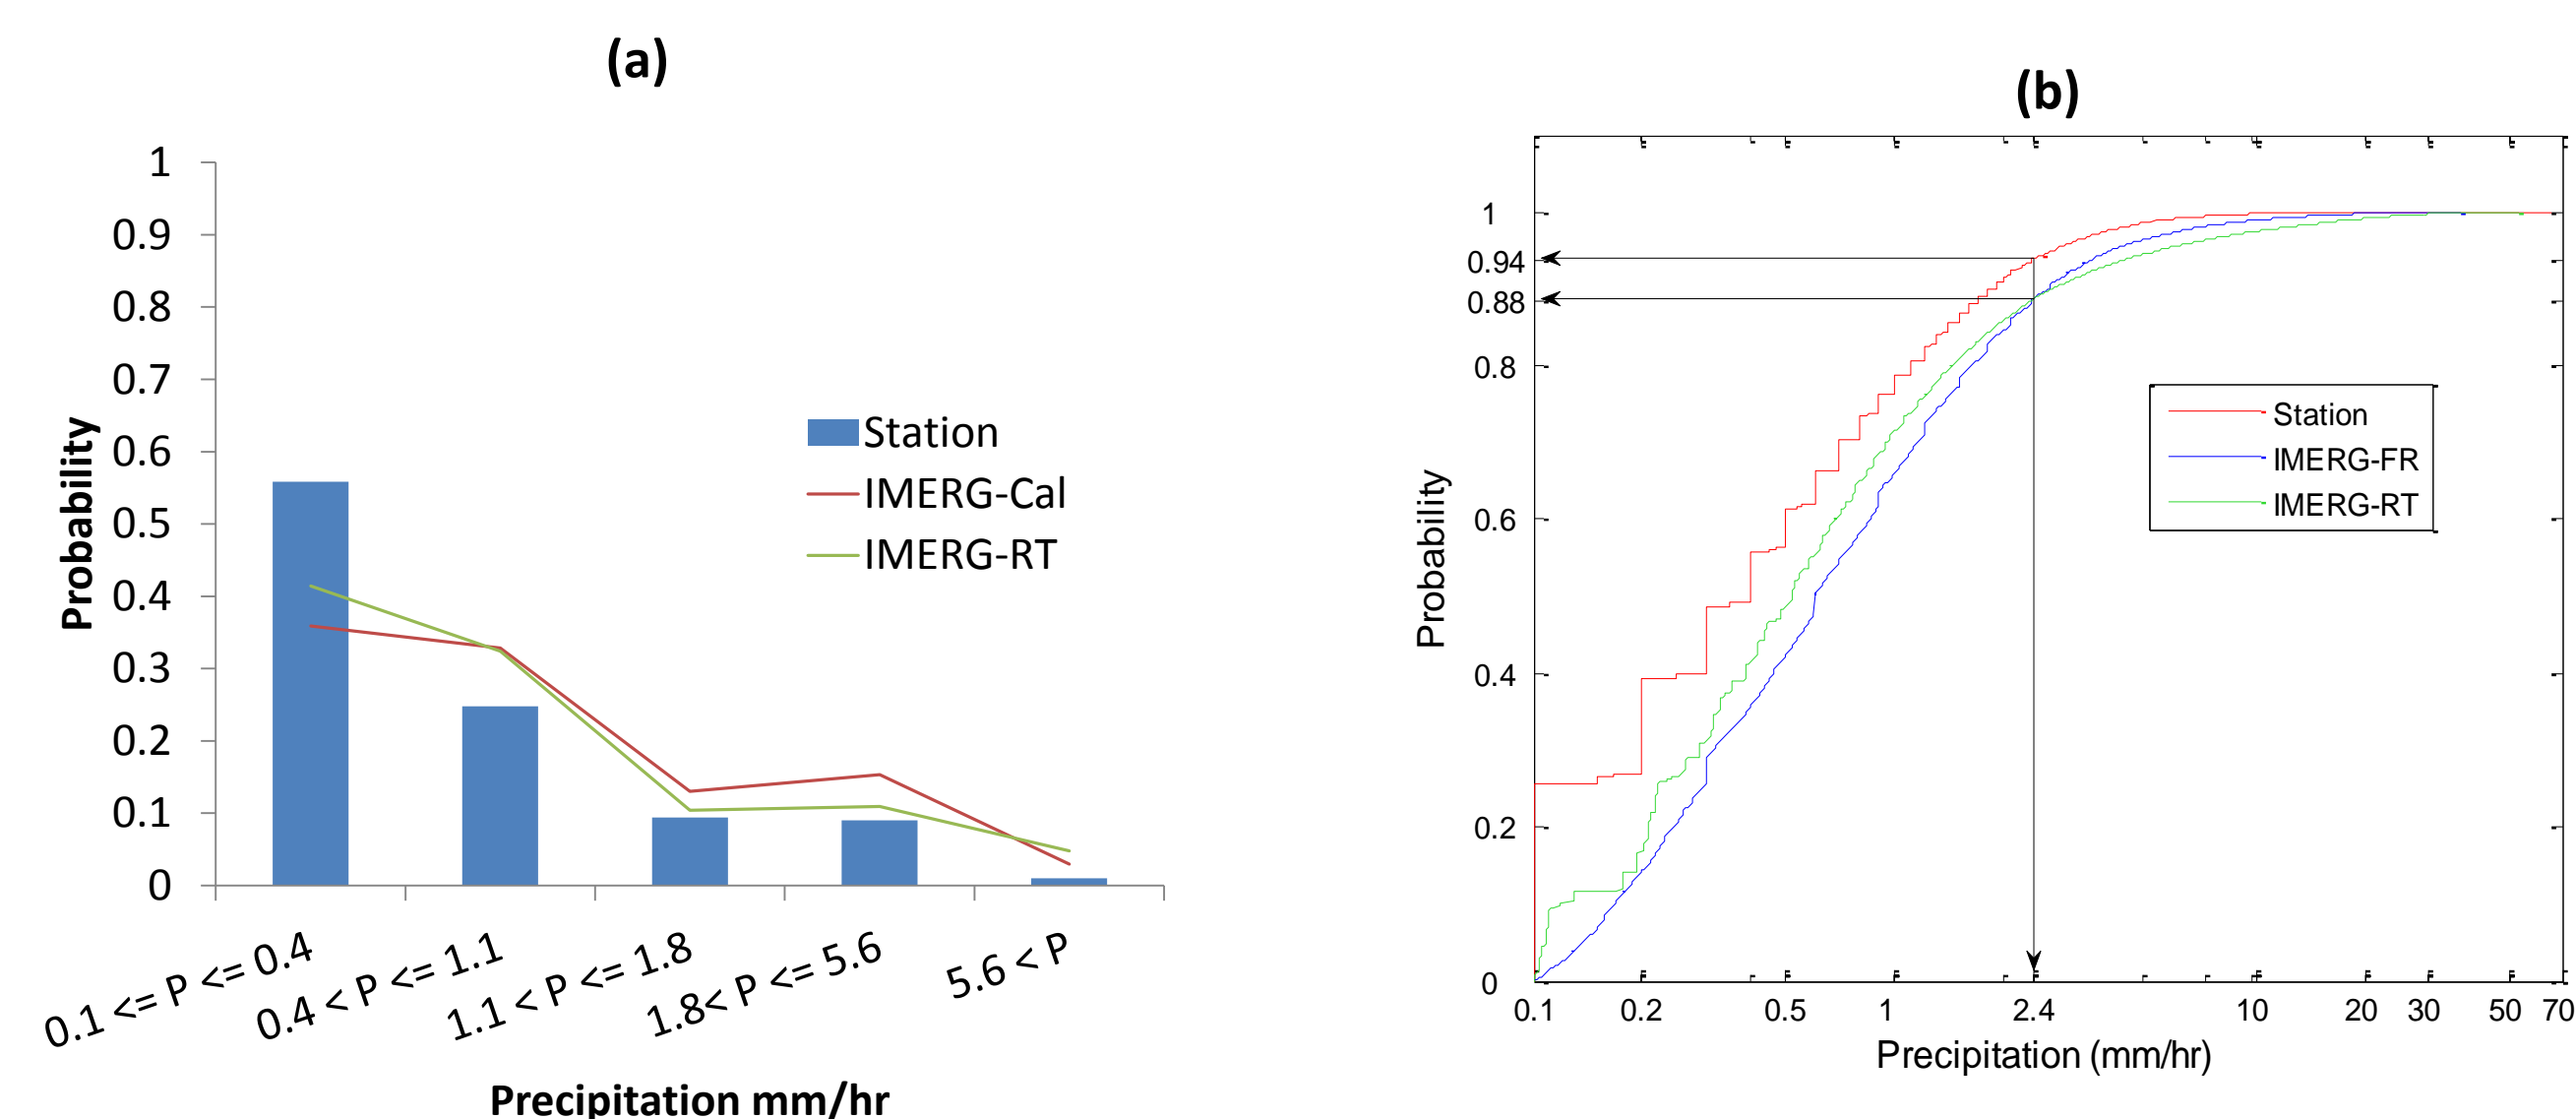 (a)
1
0.9
0.8
0.7
0.6
0.5
0.4
0.3
0.2
0.1
0
Probability
Station
IMERG-Cal
IMERG-RT
0.1 <= P <= 0.4
0.4 < P <= 1.1
1.1 < P <= 1.8
1.8< P <= 5.6
5.6 < P
Precipitation mm/hr
(b)
1
0.94
0.88
0.8
0.6
0.4
0.2
0
Probability
Station
IMERG-FR
IMERG-RT
0.1 0.2 0.5 1 2.4 10 20 30 50 70
Precipitation (mm/hr)